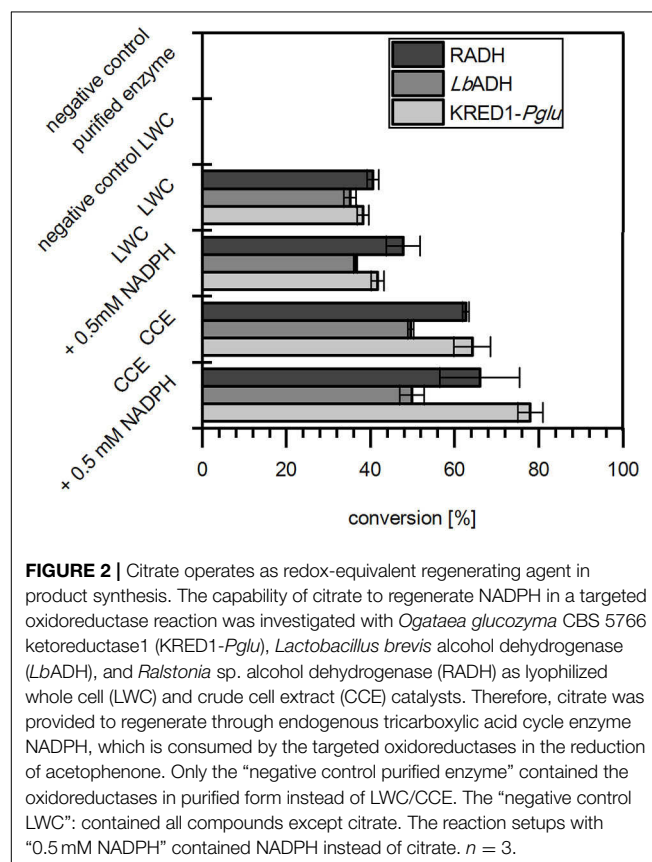 negative control
purified enzyme
negative control LWC
LWC
LWC
+ 0.5mM NADPH
CCE
CCE
+ 0.5 mM NADPH
RADH
LbADH
KRED1-Pglu
0 20 40 60 80 100
conversion [%]
FIGURE 2 | Citrate operates as redox-equivalent regenerating agent in
product synthesis. The capability of citrate to regenerate NADPH in a targeted
oxidoreductase reaction was investigated with Ogataea glucozyma CBS 5766
ketoreductase1 (KRED1-Pglu), Lactobacillus brevis alcohol dehydrogenase
(LbADH), and Ralstonia sp. alcohol dehydrogenase (RADH) as lyophilized
whole cell (LWC) and crude cell extract (CCE) catalysts. Therefore, citrate was
provided to regenerate through endogenous tricarboxylic acid cycle enzyme
NADPH, which is consumed by the targeted oxidoreductases in the reduction
of acetophenone. Only the “negative control purified enzyme” contained the
oxidoreductases in purified form instead of LWC/CCE. The “negative control
LWC”: contained all compounds except citrate. The reaction setups with
“0.5 mM NADPH” contained NADPH instead of citrate. n = 3.